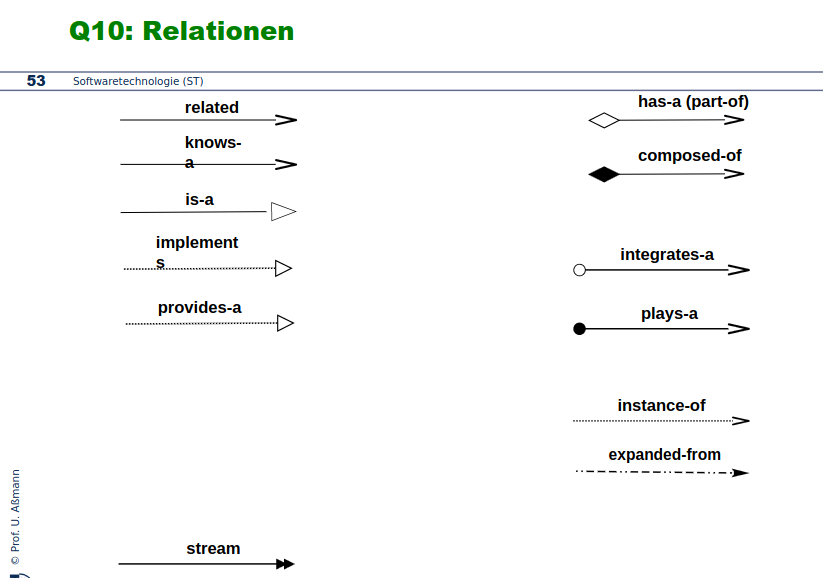 Q10: Relationen
53
Softwaretechnologie (ST)
related
knows-
a
is-a
implement
s
provides-a
stream
has-a (part-of)
composed-of
integrates-a
plays-a
instance-of
expanded-from
© Prof. U. Aßmann